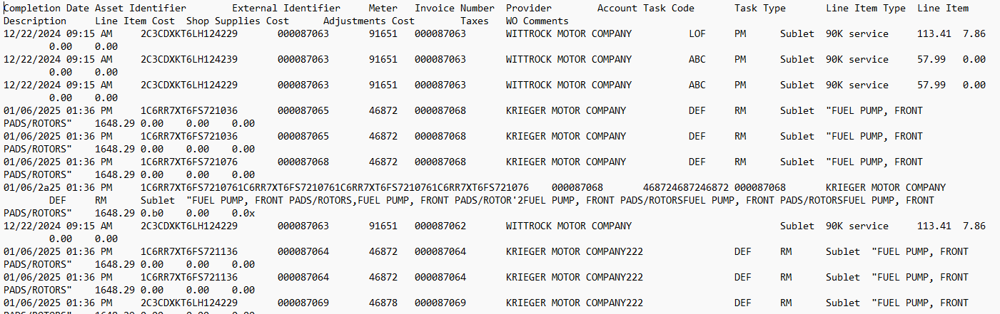 Completion Date Asset Identifier External Identifier Meter Invoice Number Provider Account Task Code Task Type Line Item Type Line Item
Description Line Item Cost Shop Supplies Cost Adjustments Cost Taxes WO Comments
12/22/2024 09:15 AM 2C3CDXKT6LH124229 000087063 91651 000087063 WITTROCK MOTOR COMPANY LOF PM Sublet 90K service 113.41 7.86
0.00 0.00
12/22/2024 09:15 AM 2C3CDXKT6LH124239 000087063 91651 000087063 WITTROCK MOTOR COMPANY ABC PM Sublet 90K service 57.99 0.00
0.00 0.00
12/22/2024 09:15 AM 2C3CDXKT6LH124239 000087063 91651 000087063 WITTROCK MOTOR COMPANY ABC PM Sublet 90K service 57.99 0.00
0.00 0.00
01/06/2025 01:36 PM 1C6RR7XT6FS721036 000087065 46872 000087068 KRIEGER MOTOR COMPANY DEF RM Sublet "FUEL PUMP, FRONT
PADS/ROTORS" 1648.29 0.00 0.00 0.00
01/06/2025 01:36 PM 1C6RR7XT6FS721036 000087065 46872 000087068 KRIEGER MOTOR COMPANY DEF RM Sublet "FUEL PUMP, FRONT
PADS/ROTORS" 1648.29 0.00 0.00 0.00
01/06/2025 01:36 PM 1C6RR7XT6FS721076 000087068 46872 000087068 KRIEGER MOTOR COMPANY DEF RM Sublet "FUEL PUMP, FRONT
PADS/ROTORS" 1648.29 0.00 0.00 0.00
01/06/2a25 01:36 PM 1C6RR7XT6FS7210761C6RR7XT6FS7210761C6RR7XT6FS7210761C6RR7XT6FS721076 000087068 468724687246872 000087068 KRIEGER MOTOR COMPANY
DEF RM Sublet "FUEL PUMP, FRONT PADS/ROTORS,FUEL PUMP, FRONT PADS/ROTOR'2FUEL PUMP, FRONT PADS/ROTORSFUEL PUMP, FRONT PADS/ROTORSFUEL PUMP, FRONT
PADS/ROTORS" 1648.29 0.b0 0.00 0.0x
12/22/2024 09:15 AM 2C3CDXKT6LH124229 000087063 91651 000087062 WITTROCK MOTOR COMPANY Sublet 90K service 113.41 7.86
0.00 0.00
01/06/2025 01:36 PM 1C6RR7XT6FS721136 000087064 46872 000087064 KRIEGER MOTOR COMPANY222 DEF RM Sublet "FUEL PUMP, FRONT
PADS/ROTORS" 1648.29 0.00 0.00 0.00
01/06/2025 01:36 PM 1C6RR7XT6FS721136 000087064 46872 000087064 KRIEGER MOTOR COMPANY222 DEF RM Sublet "FUEL PUMP, FRONT
PADS/ROTORS" 1648.29 0.00 0.00 0.00
01/06/2025 01:36 PM 2C3CDXKT6LH124229 000087069 46878 000087069 KRIEGER MOTOR COMPANY222 DEF RM Sublet "FUEL PUMP, FRONT
PADS/ROTORS" 1648.29 0.00 0.00 0.00